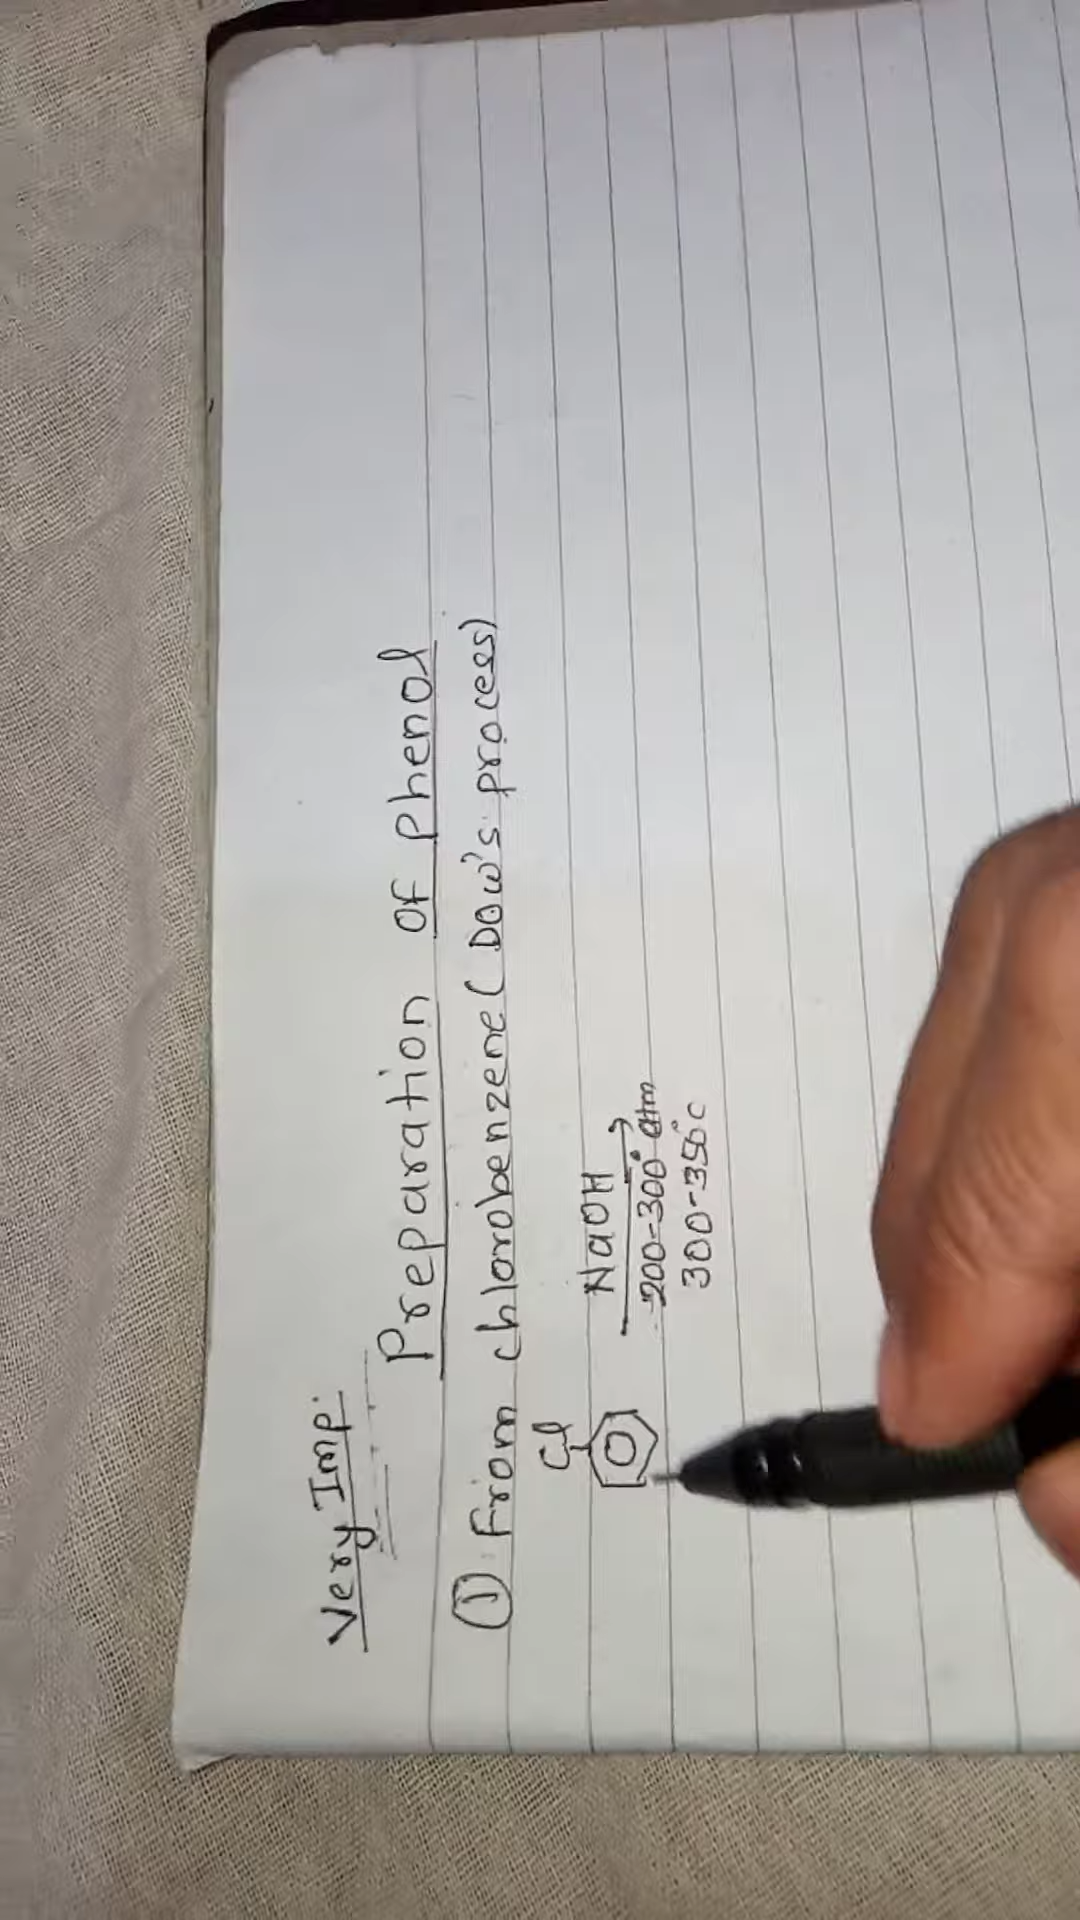 Very Imp.
Preparation of phenol
① From chlorobenzene (Dow's process)
Cl
NaOH
200-300° atm
300-350°c